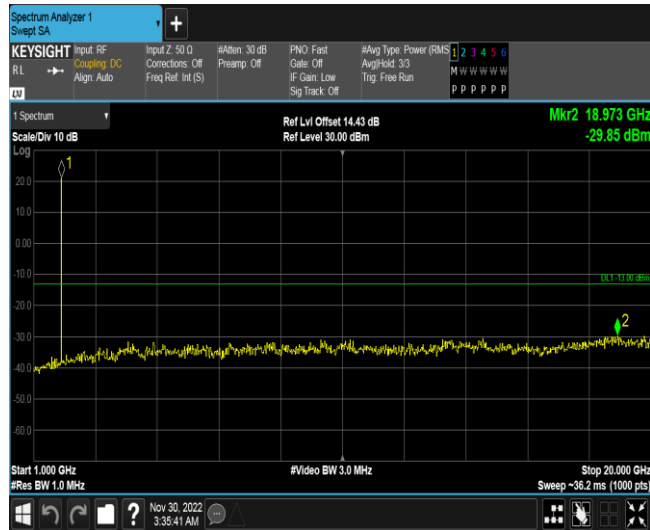 Spectrum Analyzer 1
Swept SA
KEYSIGHT
RL
LXI
Input: RF
Coupling: DC
Align: Auto
Input Z: 50 Ω
Corrections: Off
Freq Ref: Int (S)
#Atten: 30 dB
Preamp: Off
PNO: Fast
Gate: Off
IF Gain: Low
Sig Track: Off
#Avg Type: Power (RMS
Avg|Hold: 3/3
Trig: Free Run
1 2 3 4 5 6
M W W W W W
P P P P P P
1 Spectrum
Scale/Div 10 dB
Log
Ref Lvl Offset 14.43 dB
Ref Level 30.00 dBm
Mkr2 18.973 GHz
-29.85 dBm
1
20.0
10.0
0.00
-10.0
DL1 -13.00 dBm
-20.0
2
-30.0
-40.0
-50.0
-60.0
Start 1.000 GHz
#Video BW 3.0 MHz
Stop 20.000 GHz
#Res BW 1.0 MHz
Sweep ~36.2 ms (1000 pts)
?
Nov 30, 2022
3:35:41 AM